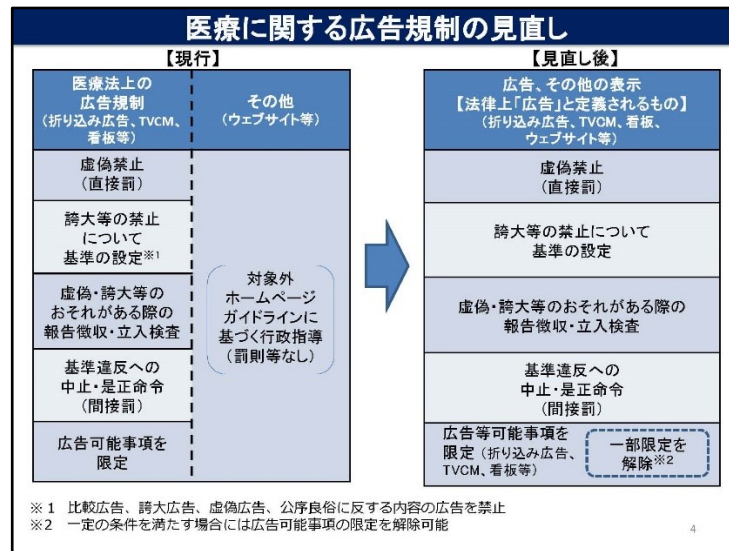 医療に関する広告規制の見直し
【現行】
医療法上の
広告規制
(折り込み広告、TVCM、
看板等)
その他
(ウェブサイト等)
虚偽禁止
(直接罰)
誇大等の禁止
について
基準の設定※1
虚偽・誇大等の
おそれがある際の
報告徴収・立入検査
基準違反への
中止・是正命令
(間接罰)
広告可能事項を
限定
対象外
ホームページ
ガイドラインに
基づく行政指導
(罰則等なし)
【見直し後】
広告、その他の表示
【法律上「広告」と定義されるもの】
(折り込み広告、TVCM、看板、
ウェブサイト等)
虚偽禁止
(直接罰)
誇大等の禁止について
基準の設定
虚偽・誇大等のおそれがある際の
報告徴収・立入検査
基準違反への
中止・是正命令
(間接罰)
広告等可能事項を
限定(折り込み広告、
TVCM、看板等)
一部限定を
解除※2
※1 比較広告、誇大広告、虚偽広告、公序良俗に反する内容の広告を禁止
※2 一定の条件を満たす場合には広告可能事項の限定を解除可能
4